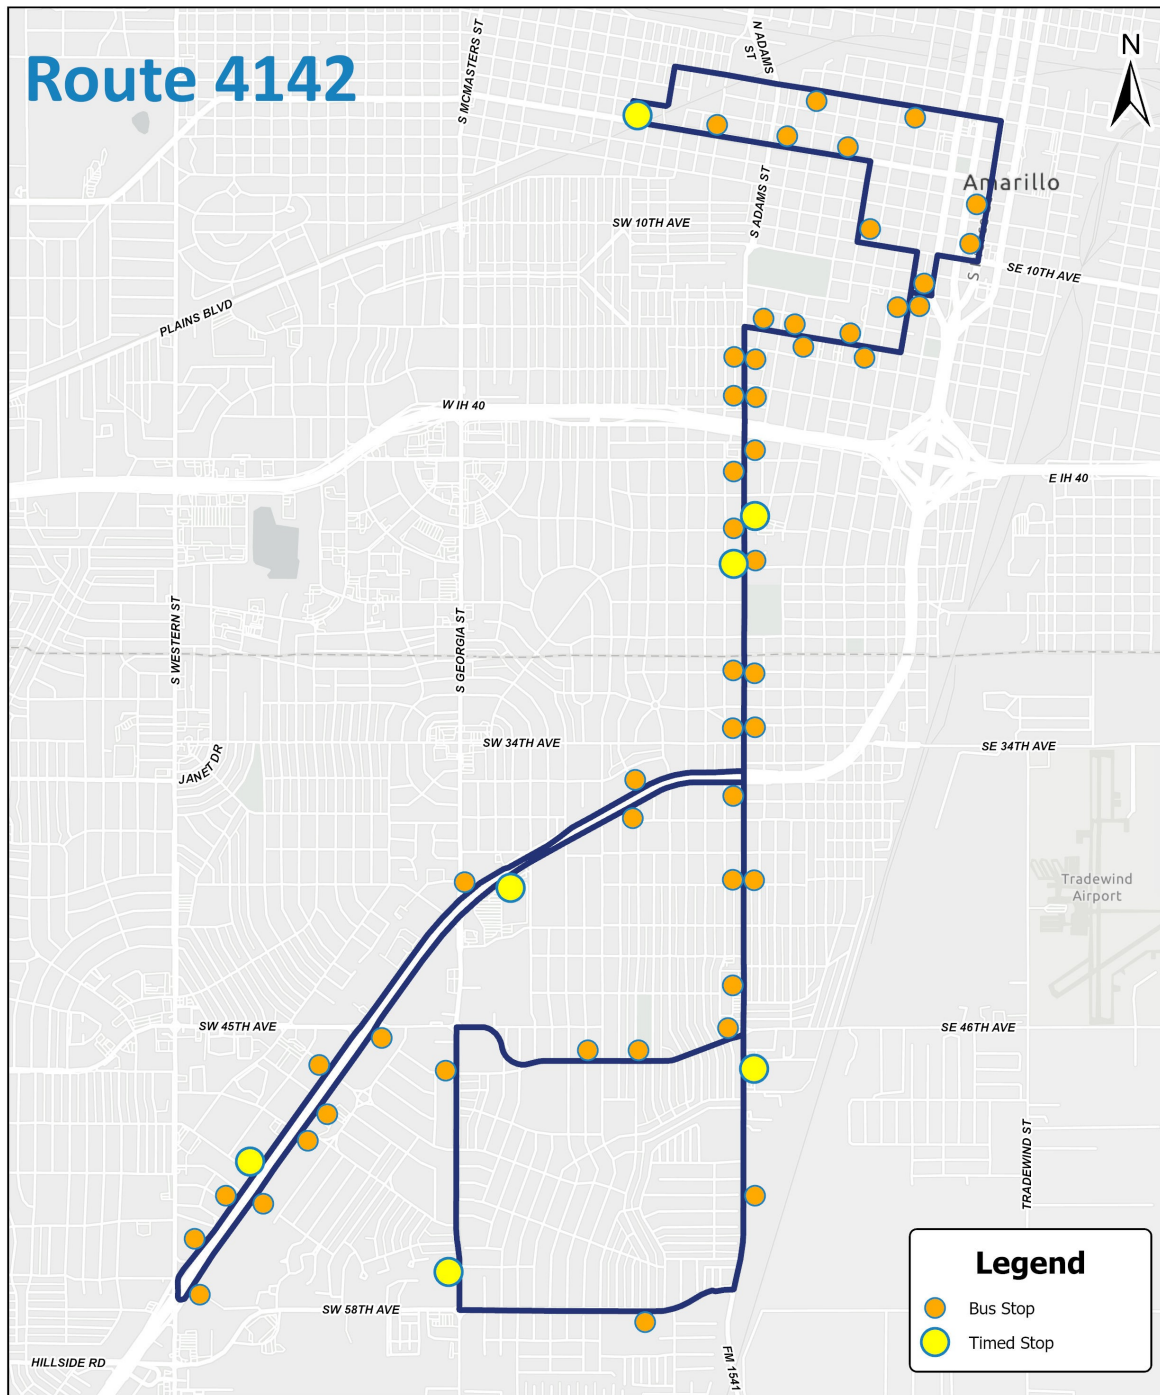 Route 4142
N
S MCMASTERS ST
N ADAMS
ST
Amarillo
S ADAMS ST
SW 10TH AVE
SE 10TH AVE
PLAINS BLVD
W IH 40
E IH 40
S WESTERN ST
S GEORGIA ST
SW 34TH AVE
SE 34TH AVE
JANET DR
Tradewind
Airport
SW 45TH AVE
SE 46TH AVE
TRADEWIND ST
SW 58TH AVE
HILLSIDE RD
FM 1541
Legend
Bus Stop
Timed Stop